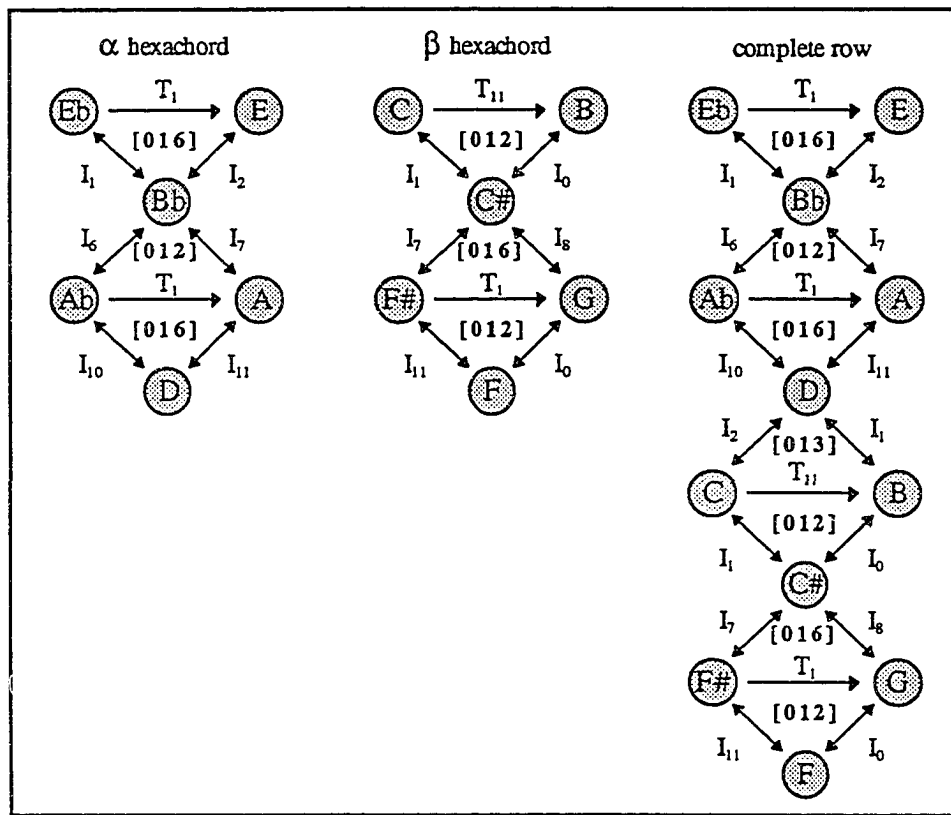 α hexachord
Eb T₁ E
[016]
I₁ I₂
Bb
I₆ [012] I₇
Ab T₁ A
[016]
I₁₀ I₁₁
D
β hexachord
C T₁₁ B
[012]
I₁ I₀
C#
I₇ [016] I₈
F# T₁ G
[012]
I₁₁ I₀
F
complete row
Eb T₁ E
[016]
I₁ I₂
Bb
I₆ [012] I₇
Ab T₁ A
[016]
I₁₀ I₁₁
D
I₂ [013] I₁
C T₁₁ B
[012]
I₁ I₀
C#
I₇ [016] I₈
F# T₁ G
[012]
I₁₁ I₀
F